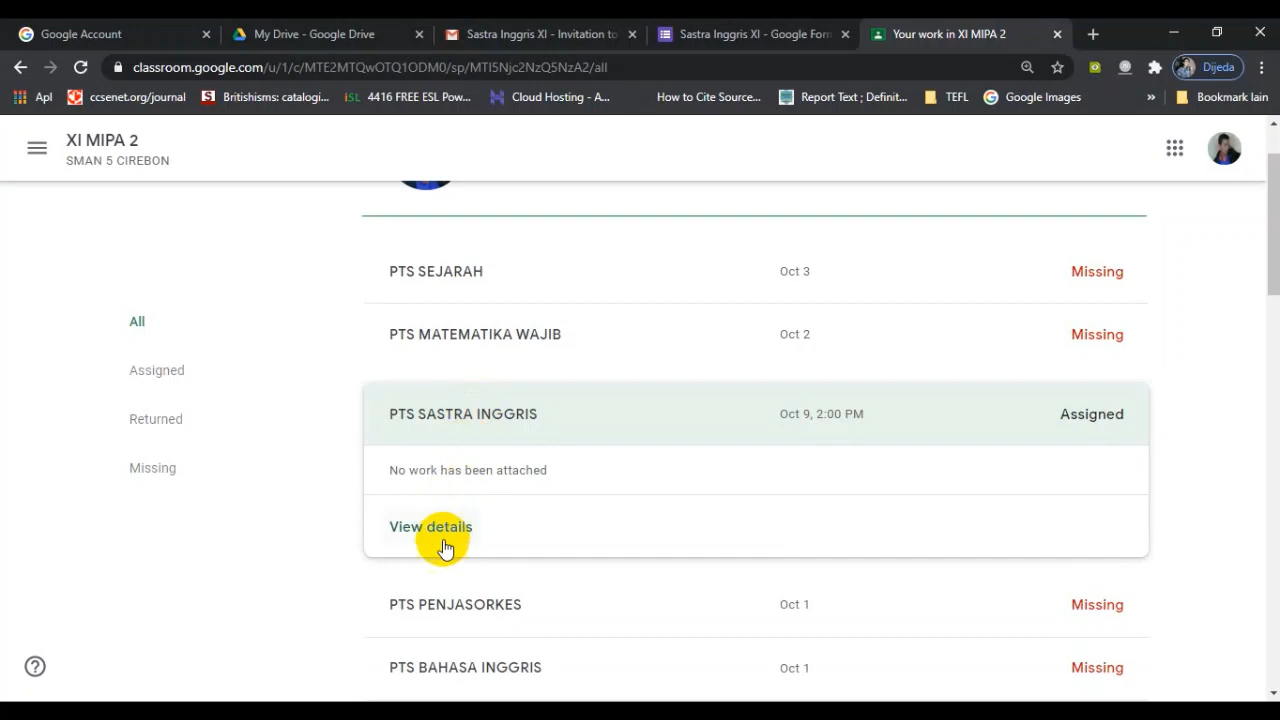 Google Account
My Drive - Google Drive
Sastra Inggris XI - Invitation to
Sastra Inggris XI - Google Form
Your work in XI MIPA 2
classroom.google.com/u/1/c/MTE2MTQwOTQ1ODM0/sp/MTI5Njc2NzQ5NzA2/all
Dijeda
Apl
ccsenet.org/journal
Britishisms: catalogi...
iSL
4416 FREE ESL Pow...
Cloud Hosting - A...
How to Cite Source...
Report Text ; Definit...
TEFL
Google Images
»
Bookmark lain
XI MIPA 2
SMAN 5 CIREBON
All
Assigned
Returned
Missing
PTS SEJARAH Oct 3 Missing
PTS MATEMATIKA WAJIB Oct 2 Missing
PTS SASTRA INGGRIS Oct 9, 2:00 PM Assigned
No work has been attached
View details
PTS PENJASORKES Oct 1 Missing
PTS BAHASA INGGRIS Oct 1 Missing